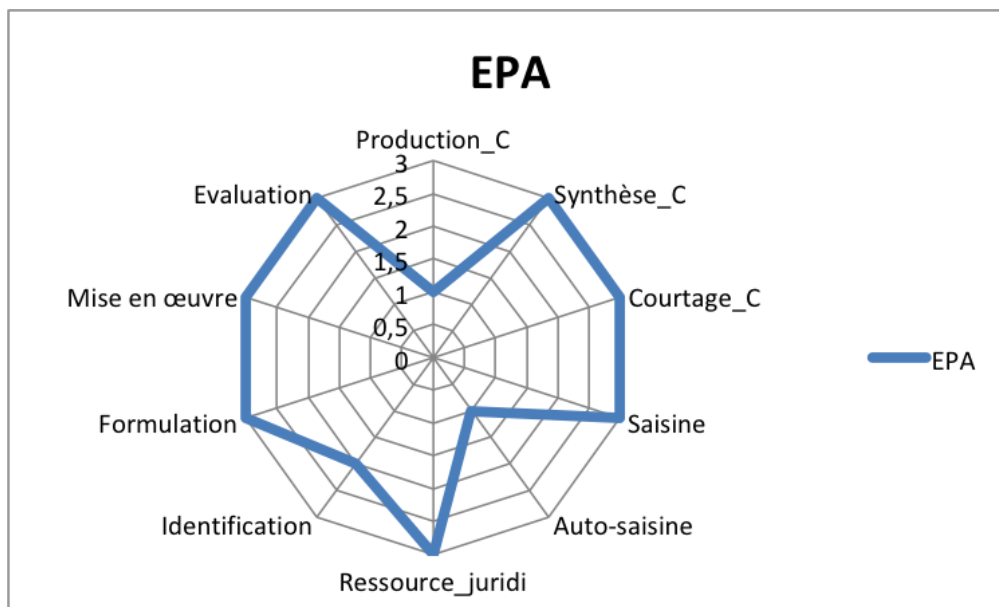 EPA
Production_C
3
Evaluation
2,5
Synthèse_C
2
1,5
Mise en œuvre
1
Courtage_C
0,5
0
EPA
Formulation
Saisine
Identification
Auto-saisine
Ressource_juridi